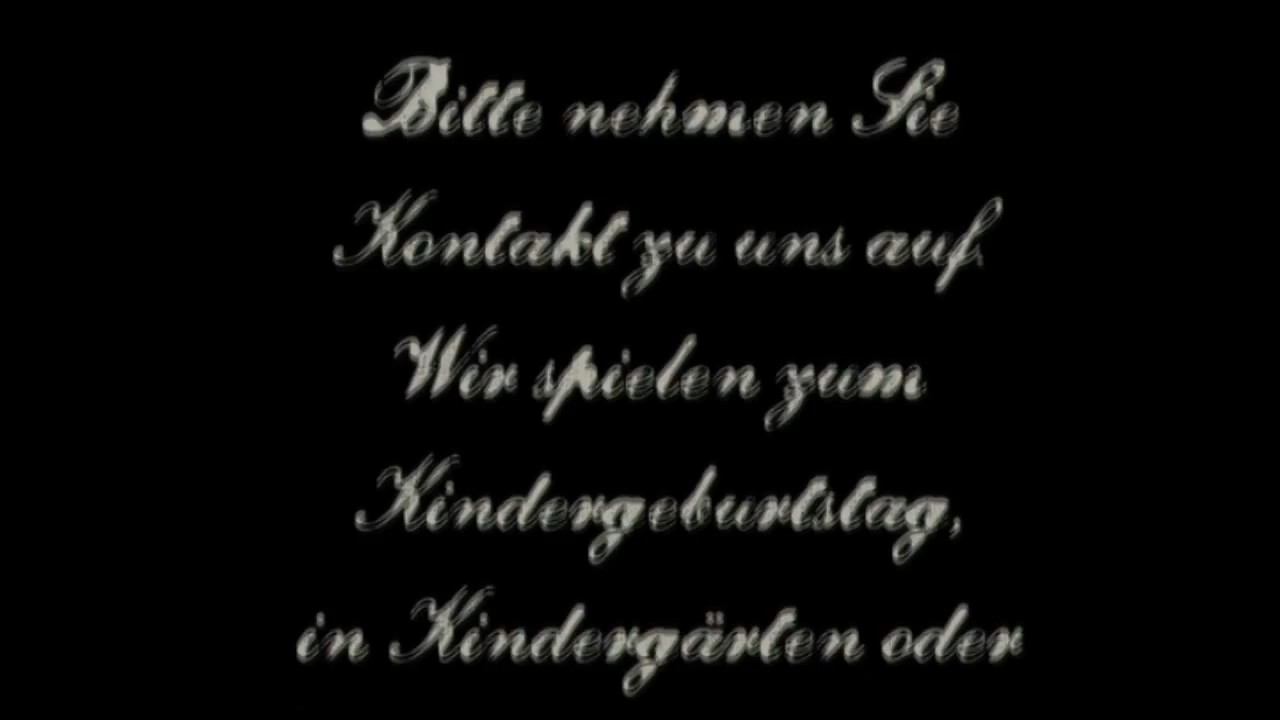 Bitte nehmen Sie
Kontakt zu uns auf.
Wir spielen zum
Kindergeburtstag,
in Kindergärten oder